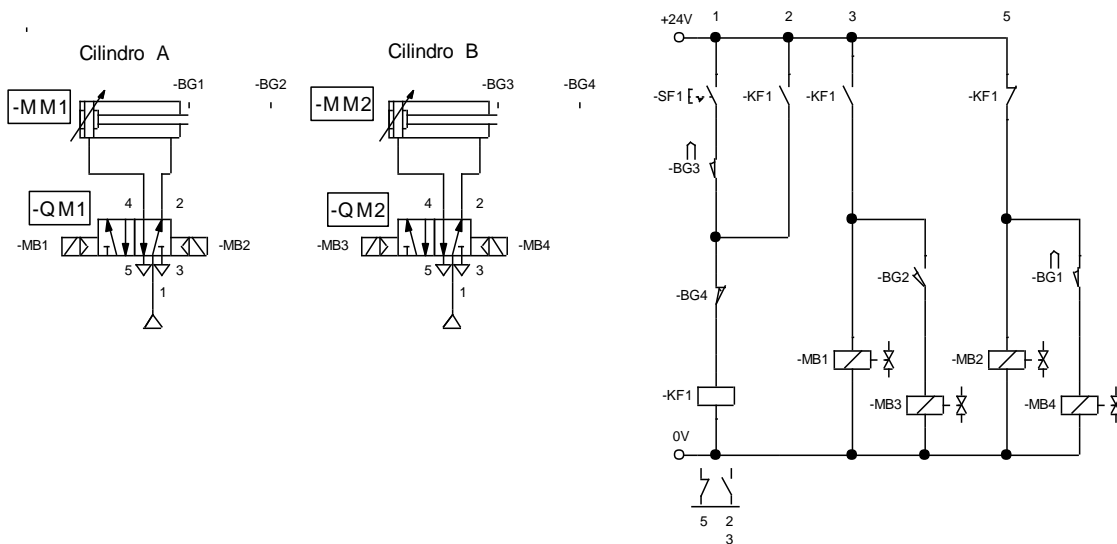 Cilindro A
-BG1
-BG2
-MM1
-QM1
4
2
-MB1
-MB2
5
3
1
Cilindro B
-BG3
-BG4
-MM2
-QM2
4
2
-MB3
-MB4
5
3
1
1
2
3
5
+24V
-SF1
-KF1
-KF1
-KF1
-BG3
-BG4
-BG2
-BG1
-MB1
-MB2
-KF1
-MB3
-MB4
0V
5
2
3